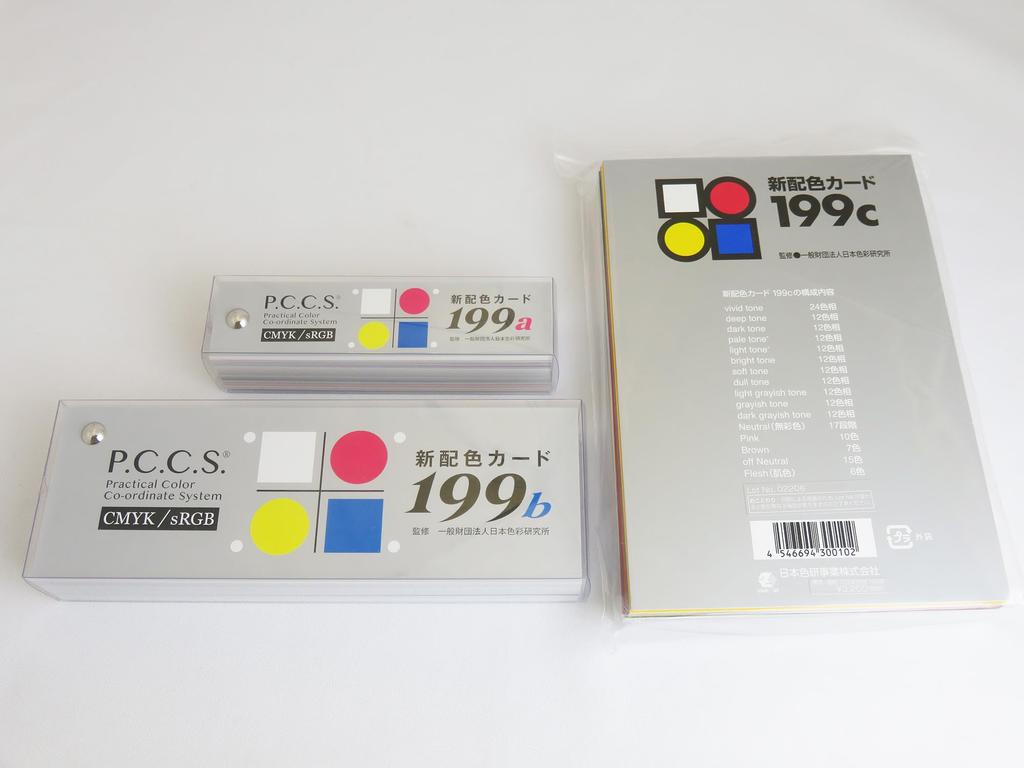 P.C.C.S.®
Practical Color
Co-ordinate System
CMYK/sRGB
新配色カード
199a
監修 一般財団法人日本色彩研究所
P.C.C.S.®
Practical Color
Co-ordinate System
CMYK/sRGB
新配色カード
199b
監修 一般財団法人日本色彩研究所
新配色カード
199c
監修●一般財団法人日本色彩研究所
新配色カード 199cの構成内容
vivid tone 24色相
deep tone 12色相
dark tone 12色相
pale tone⁺ 12色相
light tone⁺ 12色相
bright tone 12色相
soft tone 12色相
dull tone 12色相
light grayish tone 12色相
grayish tone 12色相
dark grayish tone 12色相
Neutral(無彩色) 17段階
Pink 10色
Brown 7色
off Neutral 15色
Flesh(肌色) 6色
Lot No. 02206
4 546694 300102
プラ 外袋
日本色研事業株式会社